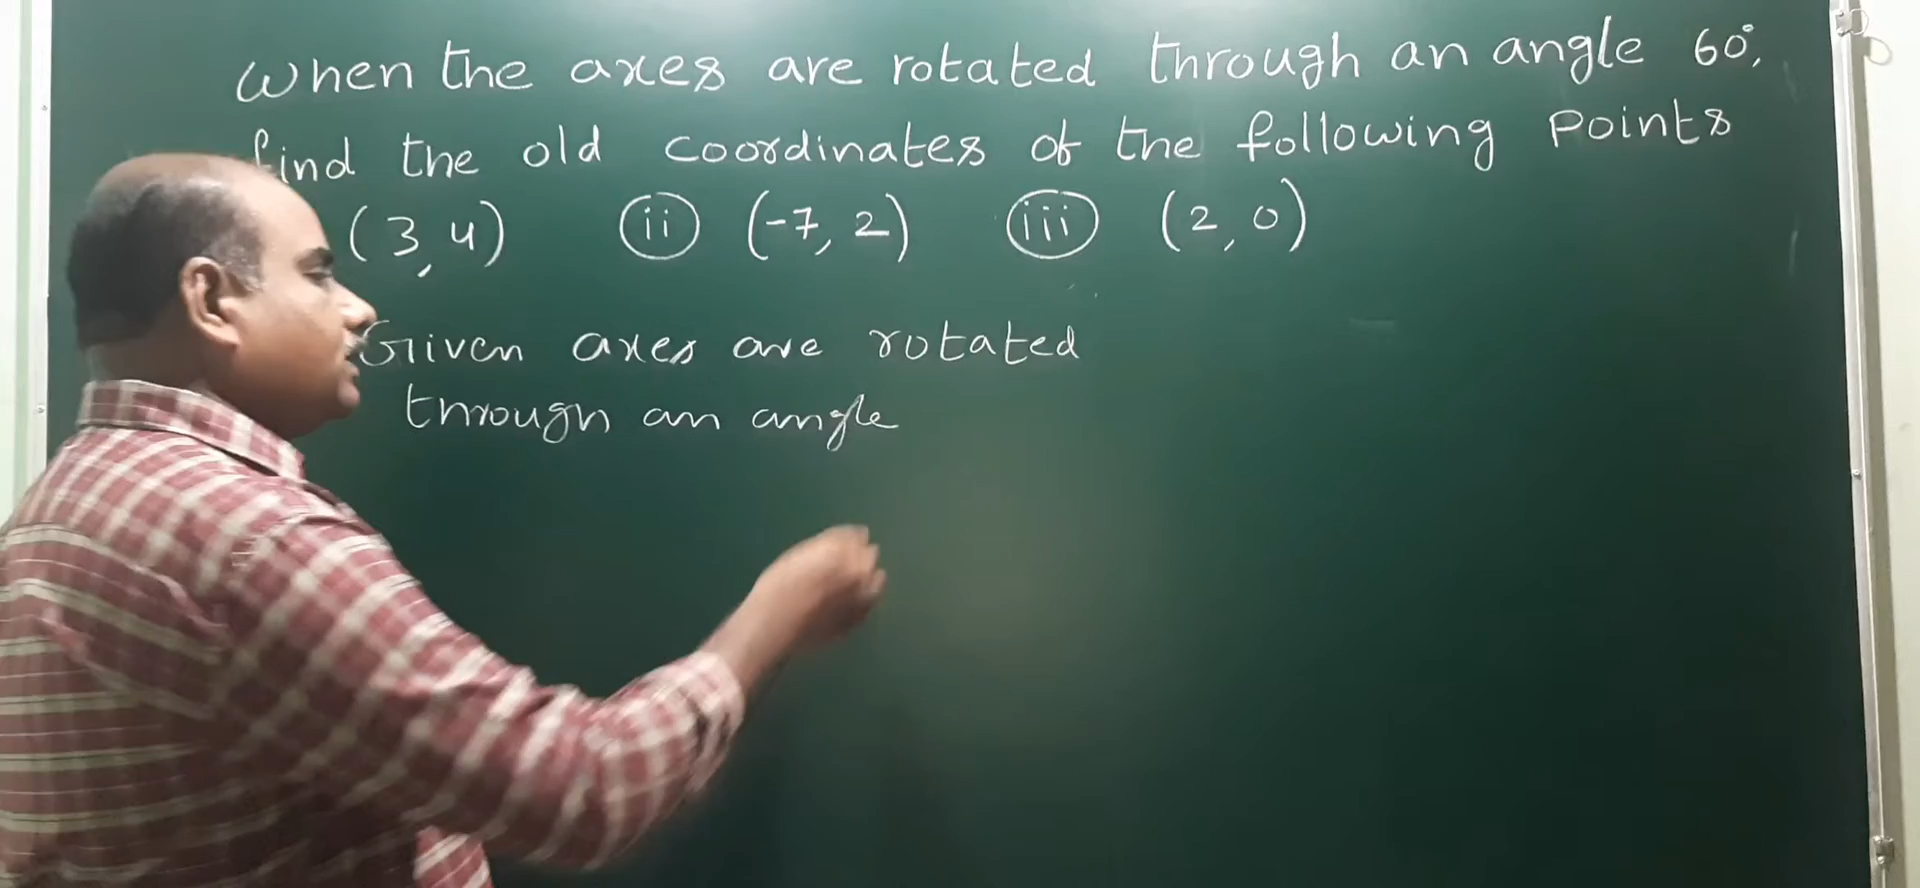 When the axes are rotated through an angle 60°,
find the old coordinates of the following points
(3, 4) ii (-7, 2) iii (2, 0)
Given axes are rotated
through an angle